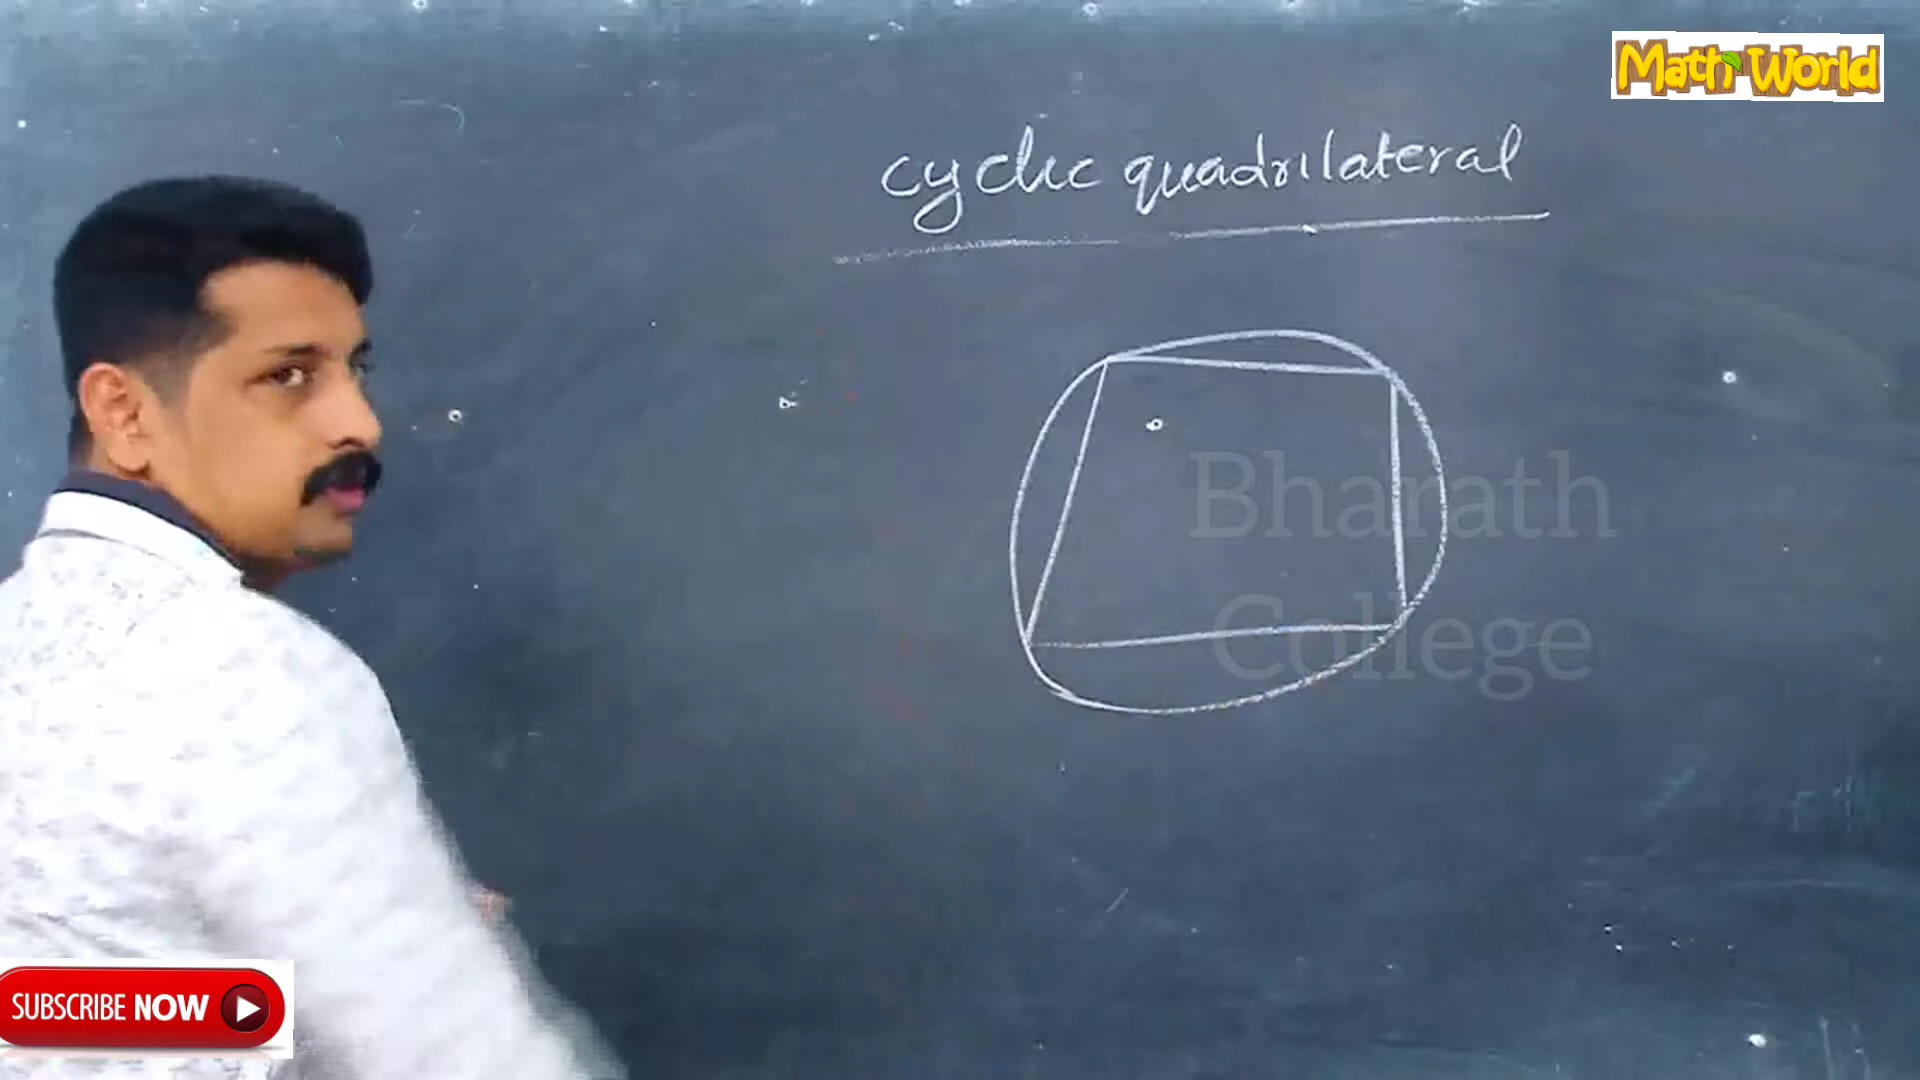 Math World
cyclic quadrilateral
Bharath
College
SUBSCRIBE NOW